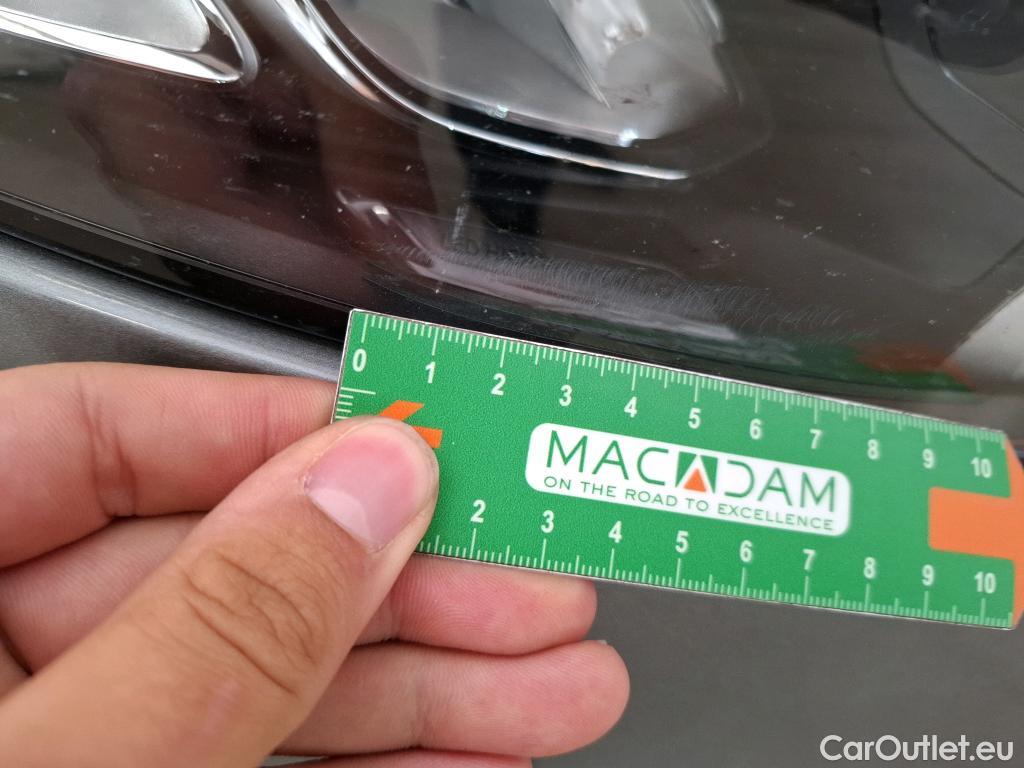 0 1 2 3 4 5 6 7 8 9 10
MACADAM
ON THE ROAD TO EXCELLENCE
2 3 4 5 6 7 8 9 10
CarOutlet.eu